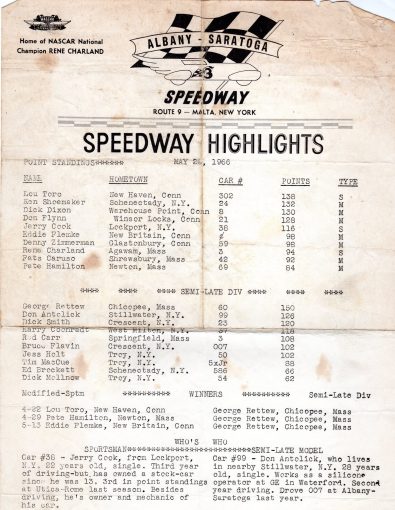 Home of NASCAR National
Champion RENE CHARLAND
ALBANY - SARATOGA
SPEEDWAY
ROUTE 9 — MALTA, NEW YORK
SPEEDWAY HIGHLIGHTS
POINT STANDINGS****** MAY 1966
NAME HOMETOWN CAR # POINTS TYPE
Lou Toro New Haven, Conn 302 138 S
Ken Shoemaker Schenectady, N.Y. 24 132 M
Dick Dixon Warehouse Point, Conn 8 130 M
Don Flynn Winsor Locks, Conn 21 128 M
Jerry Cook Lockport, N.Y. 38 116 S
Eddie Flemke New Britain, Conn 98 M
Denny Zimmerman Glastonbury, Conn 59 98 M
Rene Charland Agawam, Mass 3 94 S
Fats Caruso Shrewsbury, Mass 42 92 M
Pete Hamilton Newton, Mass 69 84 M
**** **** SEMI-LATE DIV **** ****
George Rettew Chicopee, Mass 60 150
Don Antolick Stillwater, N.Y. 99 126
Dick Smith Crescent, N.Y. 23 120
Harry N.Y. 118
Red Carr Springfield, Mass 3 108
Bruce Flavin Crescent, N.Y. 007 102
Jess Holt Troy, N.Y. 50 102
Tim MacCue Troy, N.Y. 5xJr 88
Ed Brockett Schenectady, N.Y. 586 66
Dick McIlnow Troy, N.Y. 34 62
Modified-Sptm WINNERS Semi-Late Div
4-22 Lou Toro, New Haven, Conn George Rettew, Chicopee, Mass
4-29 Pete Hamilton, Newton, Mass George Rettew, Chicopee, Mass
5-13 Eddie Flemke, New Britain, Conn George Rettew, Chicopee, Mass
WHO'S WHO
SPORTSMAN SEMI-LATE MODEL
Car #38 - Jerry Cook, from Lockport,
N.Y. 22 years old, single. Third year
of driving-but has owned a stock-car
since he was 13. 3rd in point standings
at Utica-Rome last season. Besides
driving, he's owner and mechanic of
his car.
Car #99 - Don Antolick, who lives
in nearby Stillwater, N.Y. 28 years
old, single. Works as a silicone
operator at GE in Waterford. Second
year driving. Drove 007 at Albany-
Saratoga last year.